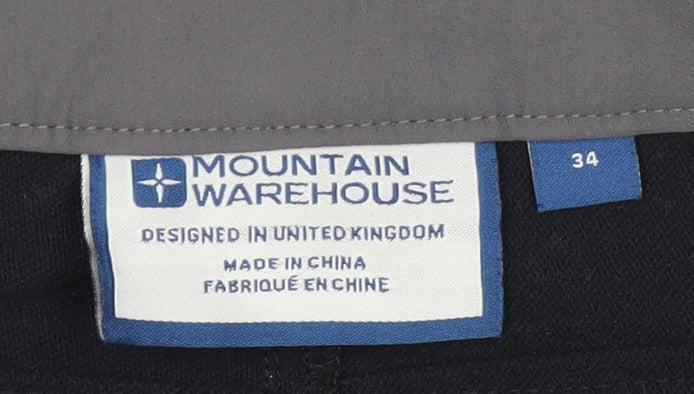 MOUNTAIN
WAREHOUSE
DESIGNED IN UNITED KINGDOM
MADE IN CHINA
FABRIQUÉ EN CHINE
34